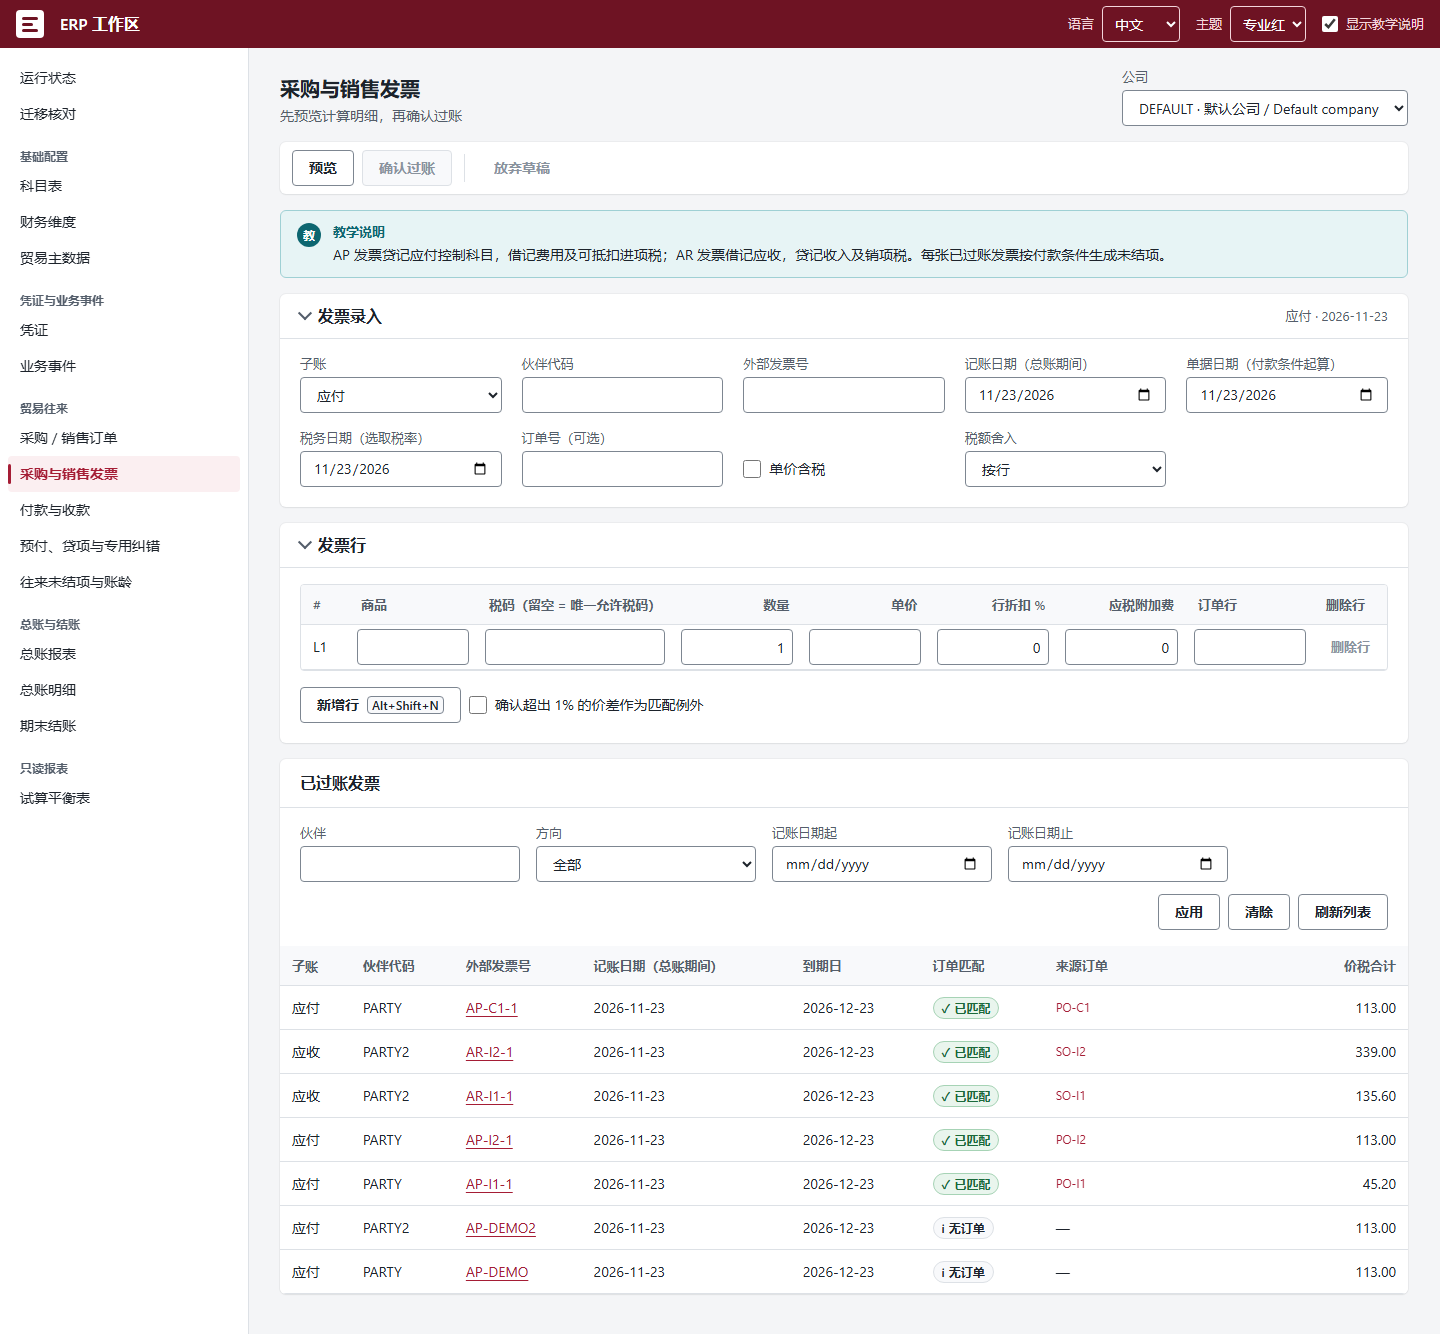 ERP 工作区
语言 中文 主题 专业红 显示教学说明
运行状态
迁移核对
基础配置
科目表
财务维度
贸易主数据
凭证与业务事件
凭证
业务事件
贸易往来
采购 / 销售订单
采购与销售发票
付款与收款
预付、贷项与专用纠错
往来未结项与账龄
总账与结账
总账报表
总账明细
期末结账
只读报表
试算平衡表
采购与销售发票
先预览计算明细，再确认过账
公司
DEFAULT · 默认公司 / Default company
预览 确认过账 放弃草稿
教 教学说明
AP 发票贷记应付控制科目，借记费用及可抵扣进项税；AR 发票借记应收，贷记收入及销项税。每张已过账发票按付款条件生成未结项。
发票录入 应付 · 2026-11-23
子账 伙伴代码 外部发票号 记账日期（总账期间） 单据日期（付款条件起算）
应付 11/23/2026 11/23/2026
税务日期（选取税率） 订单号（可选） 税额舍入
11/23/2026 单价含税 按行
发票行
# 商品 税码（留空 = 唯一允许税码） 数量 单价 行折扣 % 应税附加费 订单行 删除行
L1 1 0 0 删除行
新增行 Alt+Shift+N 确认超出 1% 的价差作为匹配例外
已过账发票
伙伴 方向 记账日期起 记账日期止
全部 mm/dd/yyyy mm/dd/yyyy
应用 清除 刷新列表
子账 伙伴代码 外部发票号 记账日期（总账期间） 到期日 订单匹配 来源订单 价税合计
应付 PARTY AP-C1-1 2026-11-23 2026-12-23 ✓ 已匹配 PO-C1 113.00
应收 PARTY2 AR-I2-1 2026-11-23 2026-12-23 ✓ 已匹配 SO-I2 339.00
应收 PARTY2 AR-I1-1 2026-11-23 2026-12-23 ✓ 已匹配 SO-I1 135.60
应付 PARTY AP-I2-1 2026-11-23 2026-12-23 ✓ 已匹配 PO-I2 113.00
应付 PARTY AP-I1-1 2026-11-23 2026-12-23 ✓ 已匹配 PO-I1 45.20
应付 PARTY2 AP-DEMO2 2026-11-23 2026-12-23 i 无订单 — 113.00
应付 PARTY AP-DEMO 2026-11-23 2026-12-23 i 无订单 — 113.00